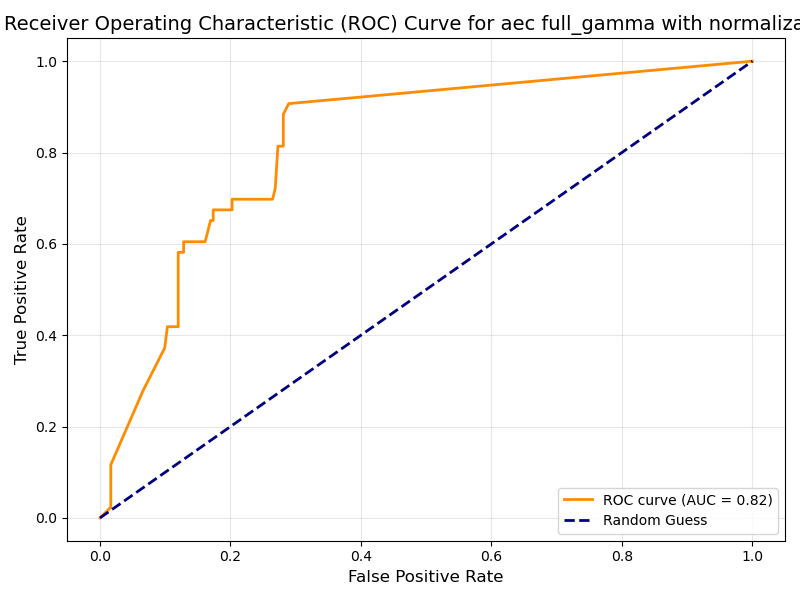 Receiver Operating Characteristic (ROC) Curve for aec full_gamma with normaliza
1.0
0.8
0.6
0.4
0.2
0.0
True Positive Rate
ROC curve (AUC = 0.82)
Random Guess
0.0 0.2 0.4 0.6 0.8 1.0
False Positive Rate